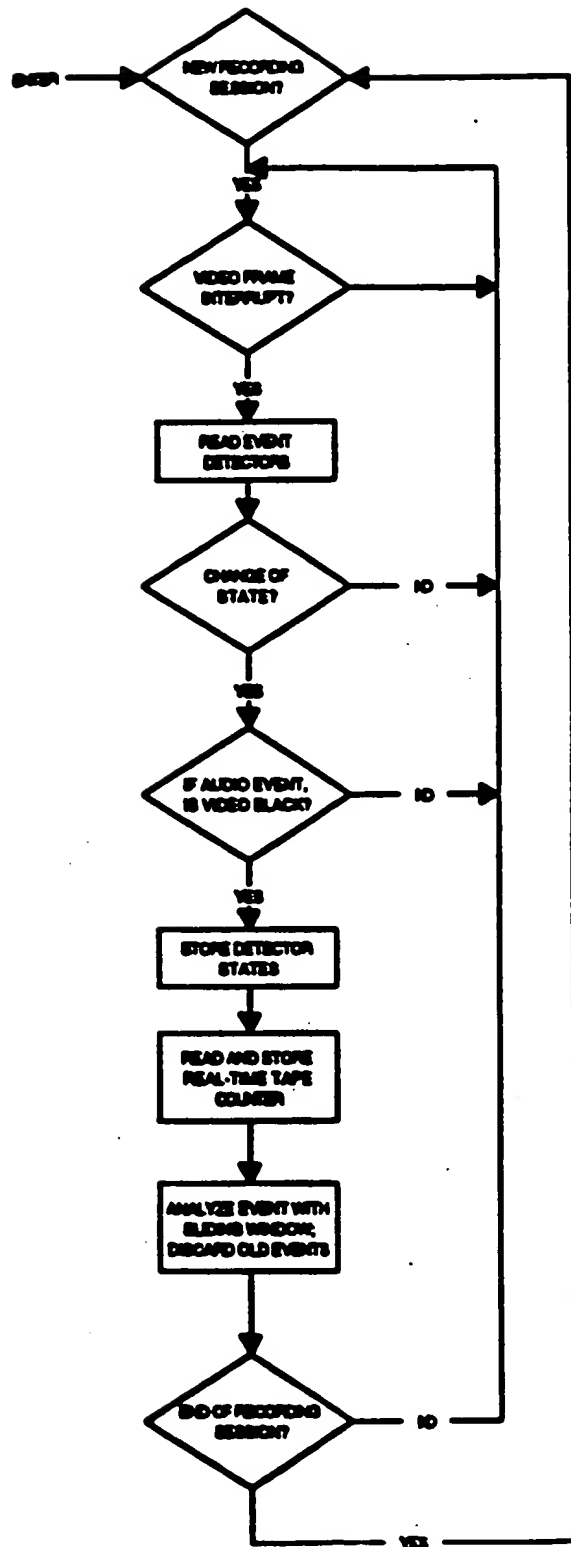 ENTER
NEW RECORDING
SESSION?
YES
VIDEO FRAME
INTERRUPT?
YES
READ EVENT
DETECTORS
CHANGE OF
STATE?
NO
YES
IF AUDIO EVENT,
IS VIDEO BLACK?
NO
YES
STORE DETECTOR
STATES
READ AND STORE
REAL-TIME TAPE
COUNTER
ANALYZE EVENT WITH
SLIDING WINDOW;
DISCARD OLD EVENTS
END OF RECORDING
SESSION?
NO
YES